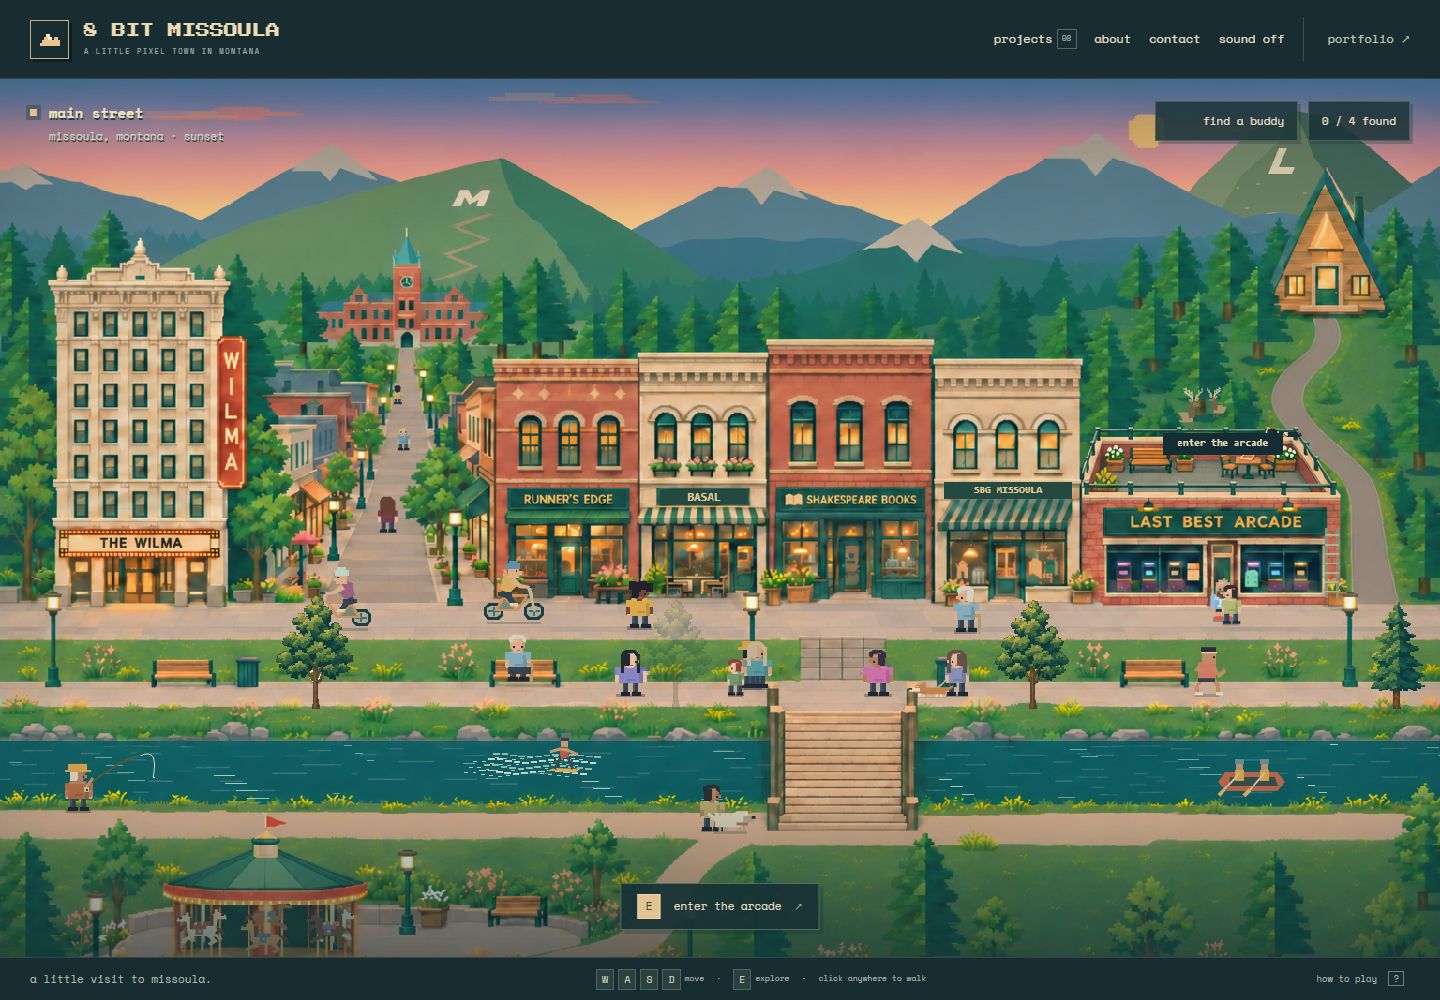 8 BIT MISSOULA
A LITTLE PIXEL TOWN IN MONTANA
projects 08 about contact sound off portfolio ↗
main street
missoula, montana · sunset
find a buddy
0 / 4 found
M
L
WILMA
THE WILMA
RUNNER'S EDGE
BASAL
SHAKESPEARE BOOKS
SBG MISSOULA
enter the arcade
LAST BEST ARCADE
E enter the arcade ↗
a little visit to missoula.
W A S D move · E explore · click anywhere to walk
how to play ?